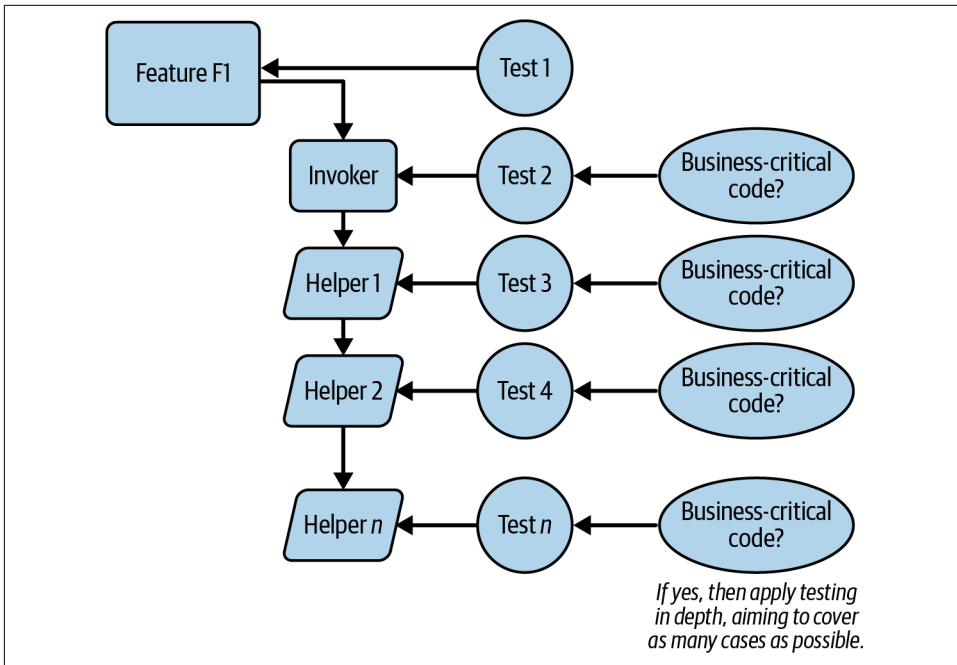 Feature F1
Test 1
Invoker
Test 2
Business-critical
code?
Helper 1
Test 3
Business-critical
code?
Helper 2
Test 4
Business-critical
code?
Helper n
Test n
Business-critical
code?
If yes, then apply testing
in depth, aiming to cover
as many cases as possible.